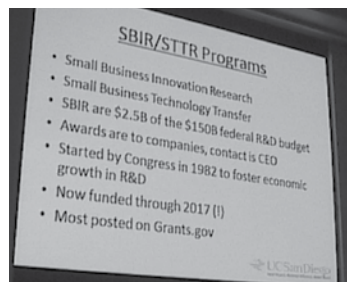 SBIR/STTR Programs
• Small Business Innovation Research
• Small Business Technology Transfer
• SBIR are $2.5B of the $150B federal R&D budget
• Awards are to companies, contact is CEO
• Started by Congress in 1982 to foster economic
growth in R&D
• Now funded through 2017 (!)
• Most posted on Grants.gov
UC San Diego